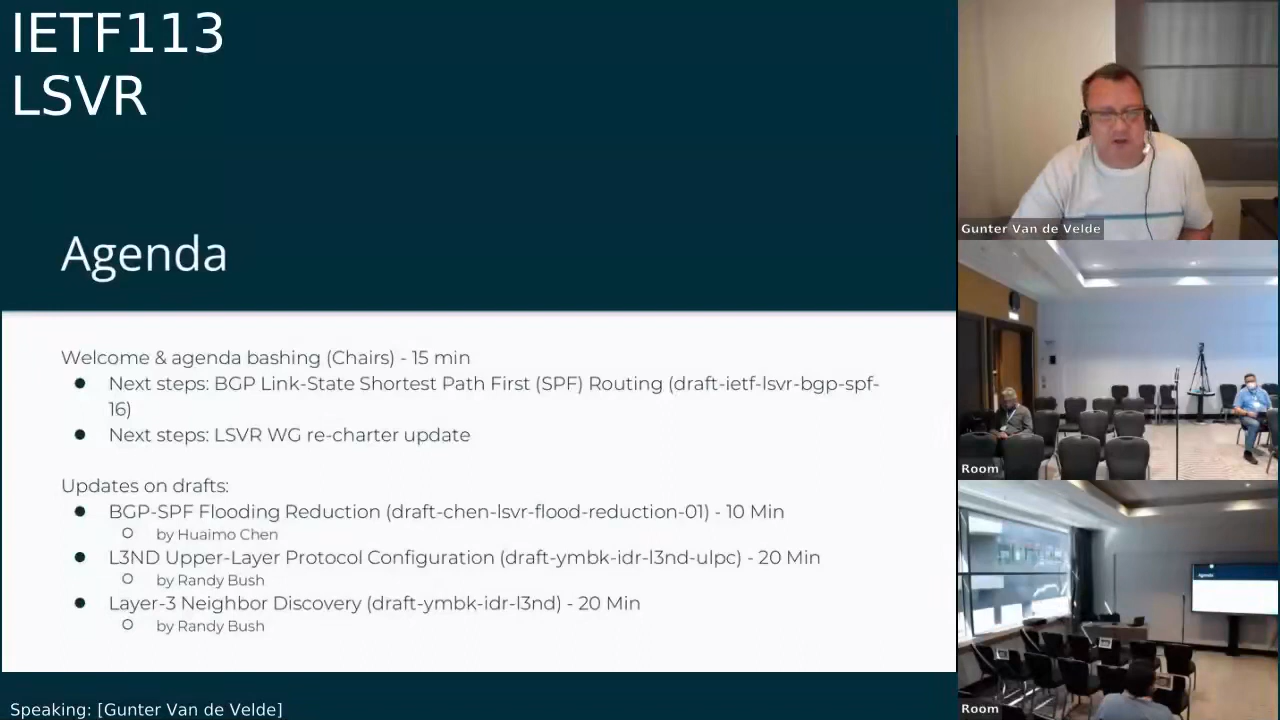 IETF113
LSVR
Agenda
Welcome & agenda bashing (Chairs) - 15 min
● Next steps: BGP Link-State Shortest Path First (SPF) Routing (draft-ietf-lsvr-bgp-spf-
16)
● Next steps: LSVR WG re-charter update
Updates on drafts:
● BGP-SPF Flooding Reduction (draft-chen-lsvr-flood-reduction-01) - 10 Min
○ by Huaimo Chen
● L3ND Upper-Layer Protocol Configuration (draft-ymbk-idr-l3nd-ulpc) - 20 Min
○ by Randy Bush
● Layer-3 Neighbor Discovery (draft-ymbk-idr-l3nd) - 20 Min
○ by Randy Bush
Speaking: [Gunter Van de Velde]
Gunter Van de Velde
Room
Agenda
Room